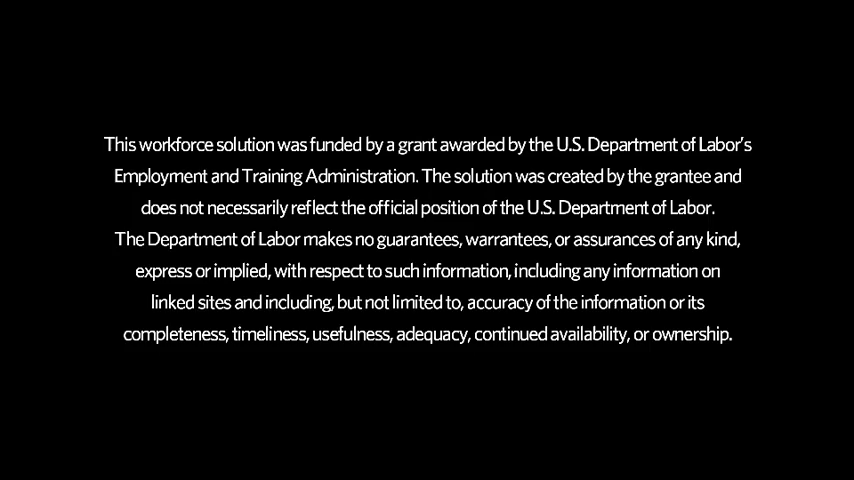 This workforce solution was funded by a grant awarded by the U.S. Department of Labor's
Employment and Training Administration. The solution was created by the grantee and
does not necessarily reflect the official position of the U.S. Department of Labor.
The Department of Labor makes no guarantees, warrantees, or assurances of any kind,
express or implied, with respect to such information, including any information on
linked sites and including, but not limited to, accuracy of the information or its
completeness, timeliness, usefulness, adequacy, continued availability, or ownership.